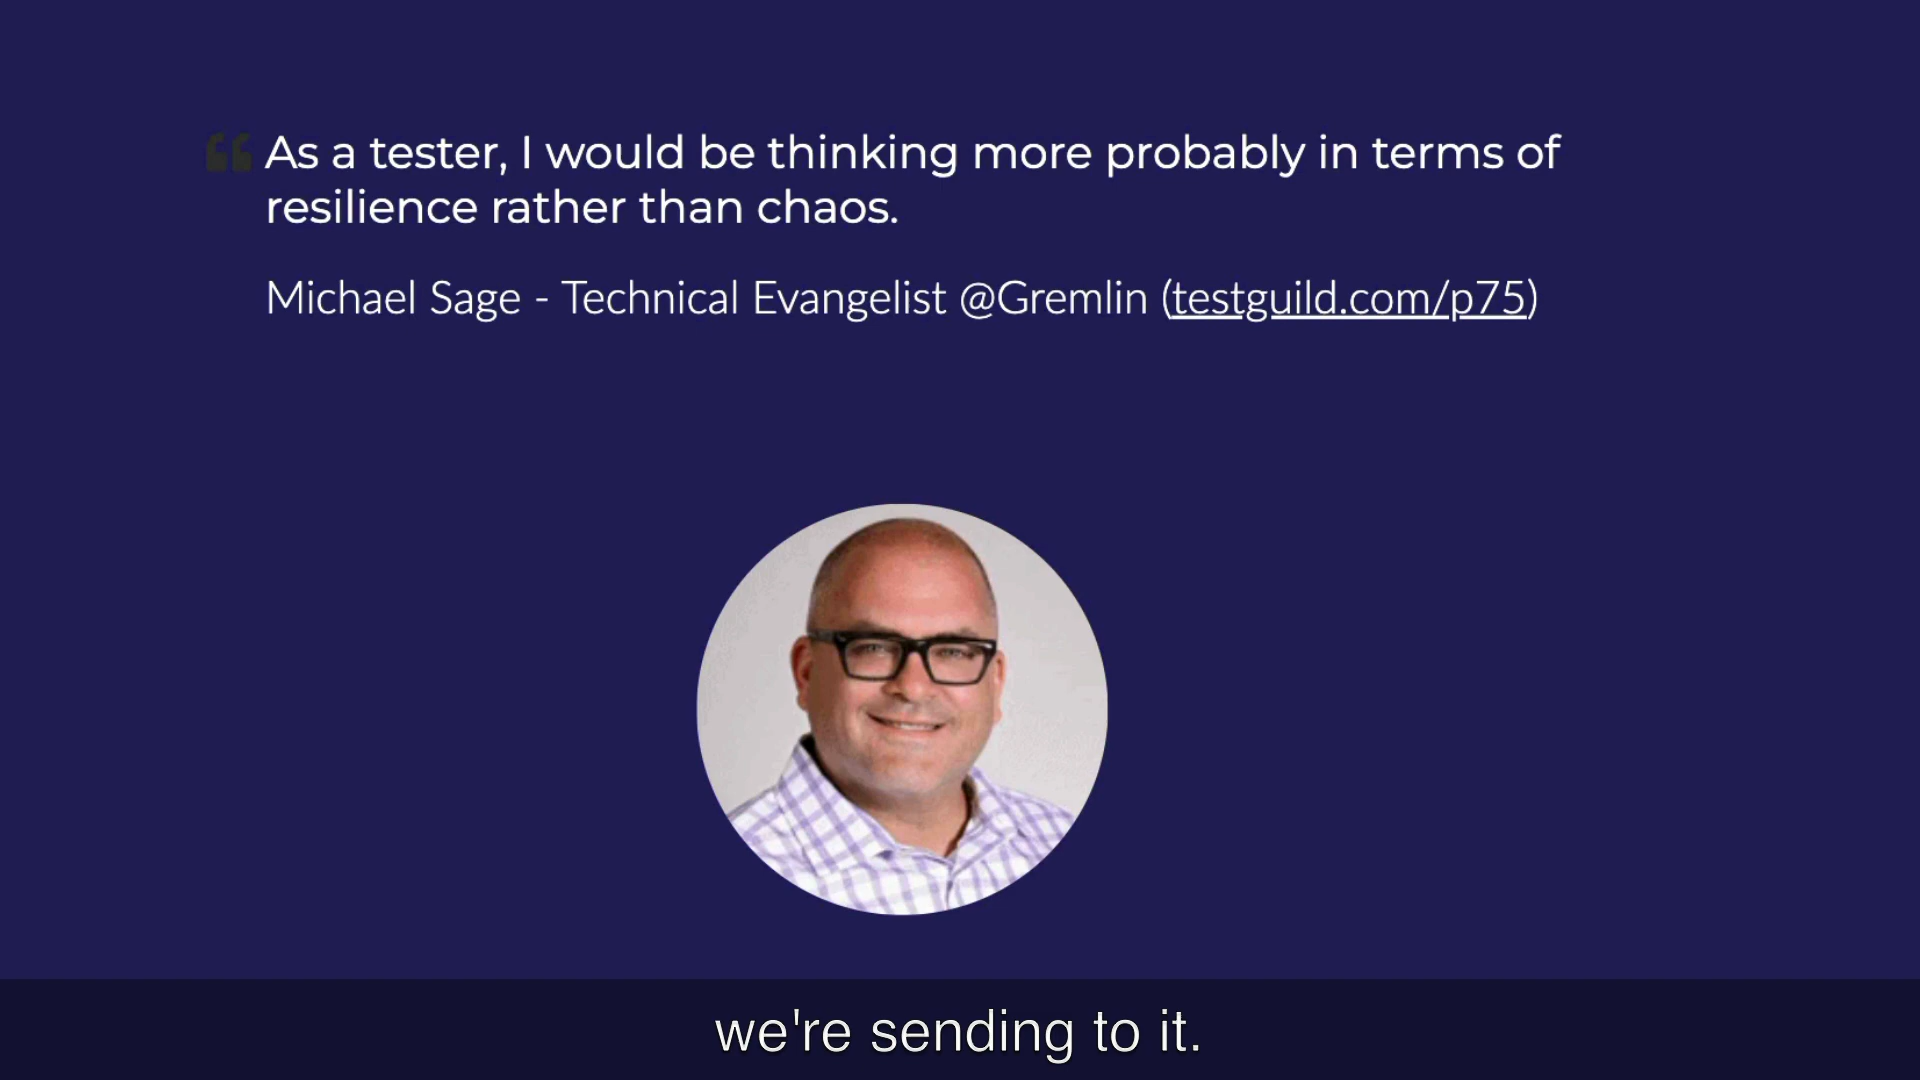 “ As a tester, I would be thinking more probably in terms of
resilience rather than chaos.
Michael Sage - Technical Evangelist @Gremlin (testguild.com/p75)
we're sending to it.